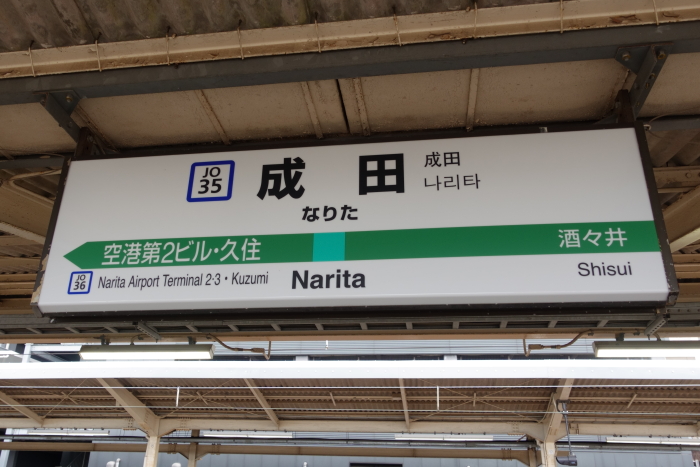 JO
35
成田
成田
나리타
なりた
空港第2ビル・久住
酒々井
JO
36
Narita Airport Terminal 2·3・Kuzumi
Narita
Shisui